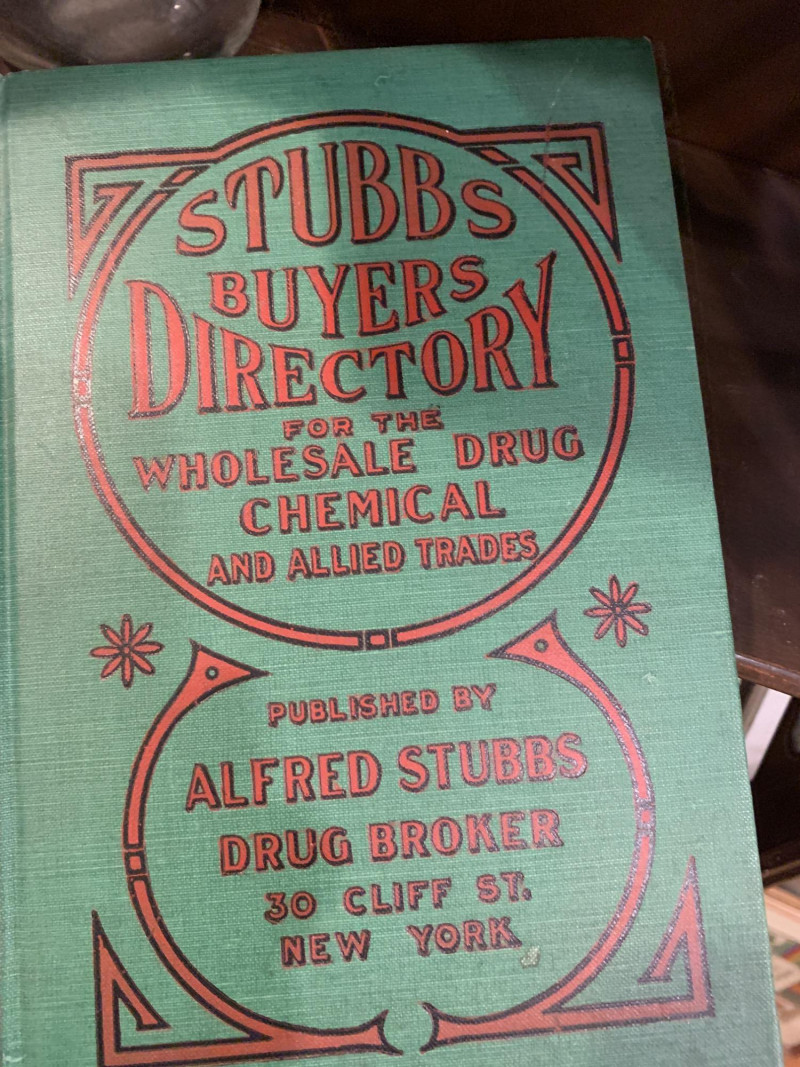 STUBBS
BUYERS
DIRECTORY
FOR THE
WHOLESALE DRUG
CHEMICAL
AND ALLIED TRADES
PUBLISHED BY
ALFRED STUBBS
DRUG BROKER
30 CLIFF ST.
NEW YORK